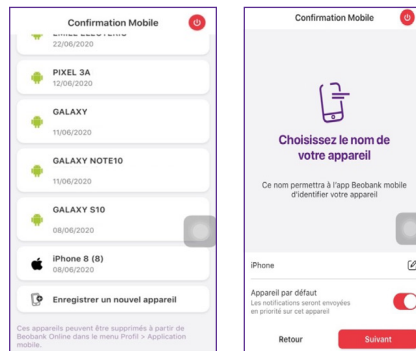 Confirmation Mobile
22/06/2020
PIXEL 3A
12/06/2020
GALAXY
11/06/2020
GALAXY NOTE10
11/06/2020
GALAXY S10
08/06/2020
iPhone 8 (8)
08/06/2020
Enregistrer un nouvel appareil
Ces appareils peuvent être supprimés à partir de
Beobank Online dans le menu Profil > Application
mobile.
Confirmation Mobile
Choisissez le nom de
votre appareil
Ce nom permettra à l'app Beobank mobile
d'identifier votre appareil
iPhone
Appareil par défaut
Les notifications seront envoyées
en priorité sur cet appareil
Retour
Suivant